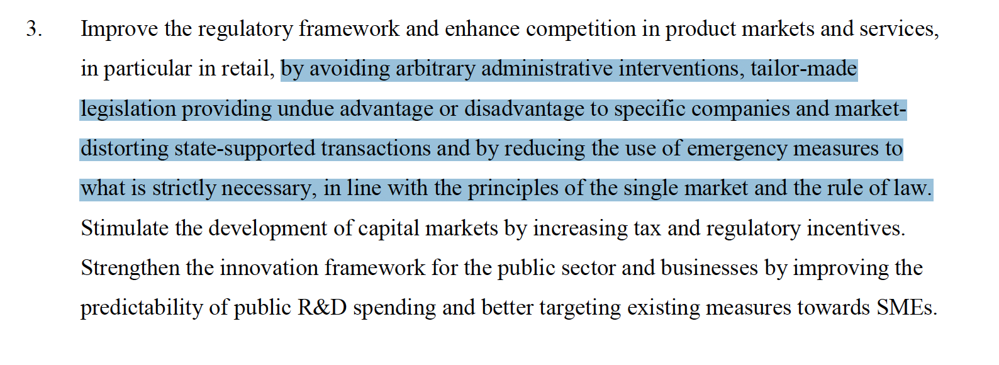 3. Improve the regulatory framework and enhance competition in product markets and services,
in particular in retail, by avoiding arbitrary administrative interventions, tailor-made
legislation providing undue advantage or disadvantage to specific companies and market-
distorting state-supported transactions and by reducing the use of emergency measures to
what is strictly necessary, in line with the principles of the single market and the rule of law.
Stimulate the development of capital markets by increasing tax and regulatory incentives.
Strengthen the innovation framework for the public sector and businesses by improving the
predictability of public R&D spending and better targeting existing measures towards SMEs.